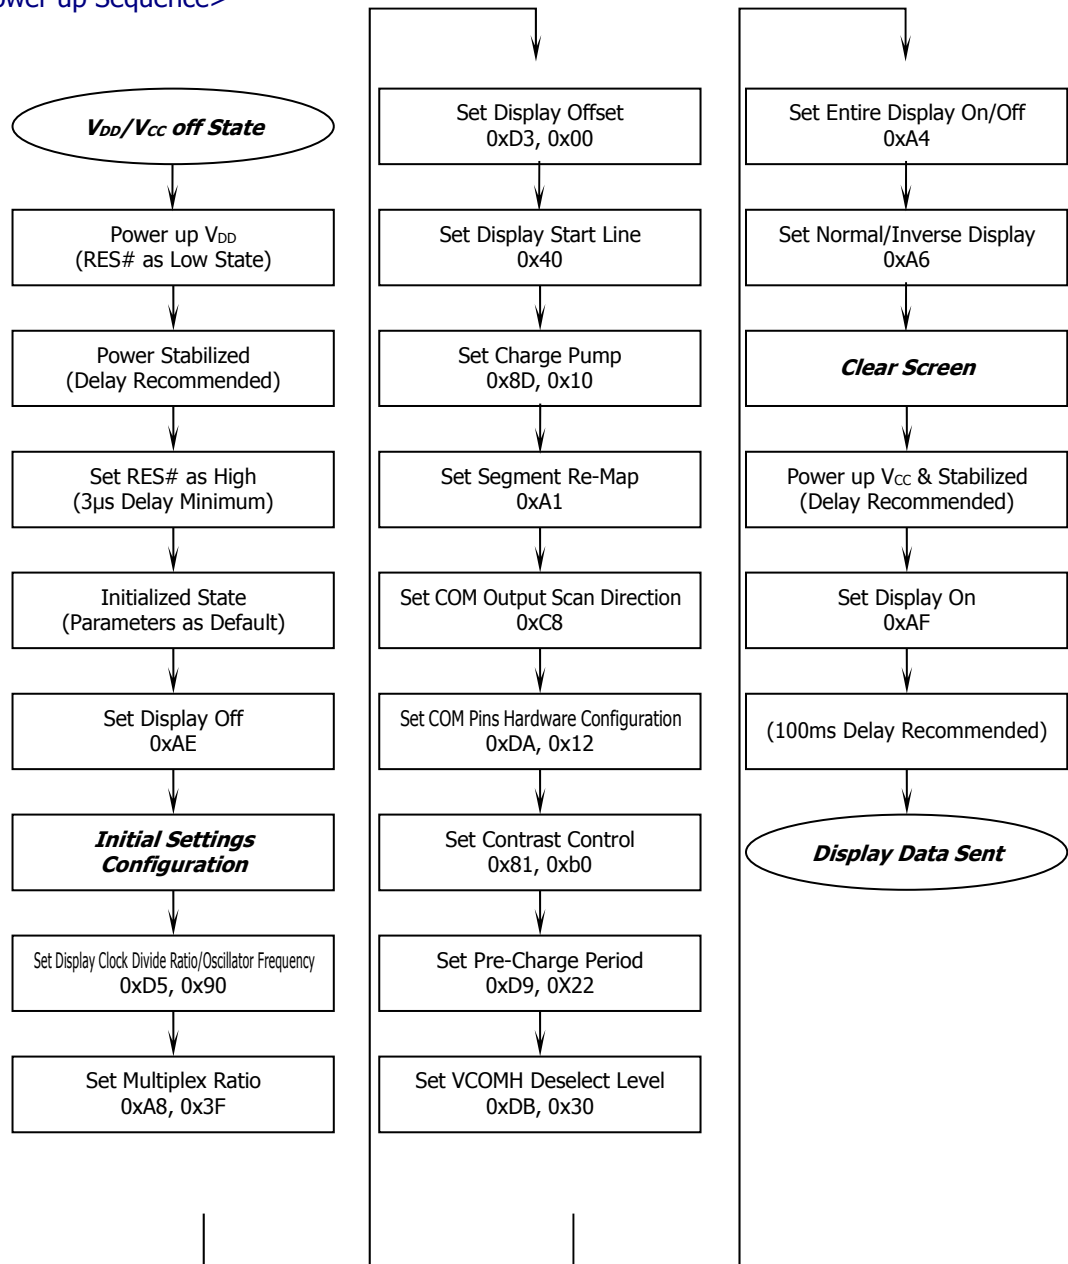 Sequence>
VDD/VCC off State
Power up VDD
(RES# as Low State)
Power Stabilized
(Delay Recommended)
Set RES# as High
(3μs Delay Minimum)
Initialized State
(Parameters as Default)
Set Display Off
0xAE
Initial Settings
Configuration
Set Display Clock Divide Ratio/Oscillator Frequency
0xD5, 0x90
Set Multiplex Ratio
0xA8, 0x3F
Set Display Offset
0xD3, 0x00
Set Display Start Line
0x40
Set Charge Pump
0x8D, 0x10
Set Segment Re-Map
0xA1
Set COM Output Scan Direction
0xC8
Set COM Pins Hardware Configuration
0xDA, 0x12
Set Contrast Control
0x81, 0xb0
Set Pre-Charge Period
0xD9, 0X22
Set VCOMH Deselect Level
0xDB, 0x30
Set Entire Display On/Off
0xA4
Set Normal/Inverse Display
0xA6
Clear Screen
Power up VCC & Stabilized
(Delay Recommended)
Set Display On
0xAF
(100ms Delay Recommended)
Display Data Sent